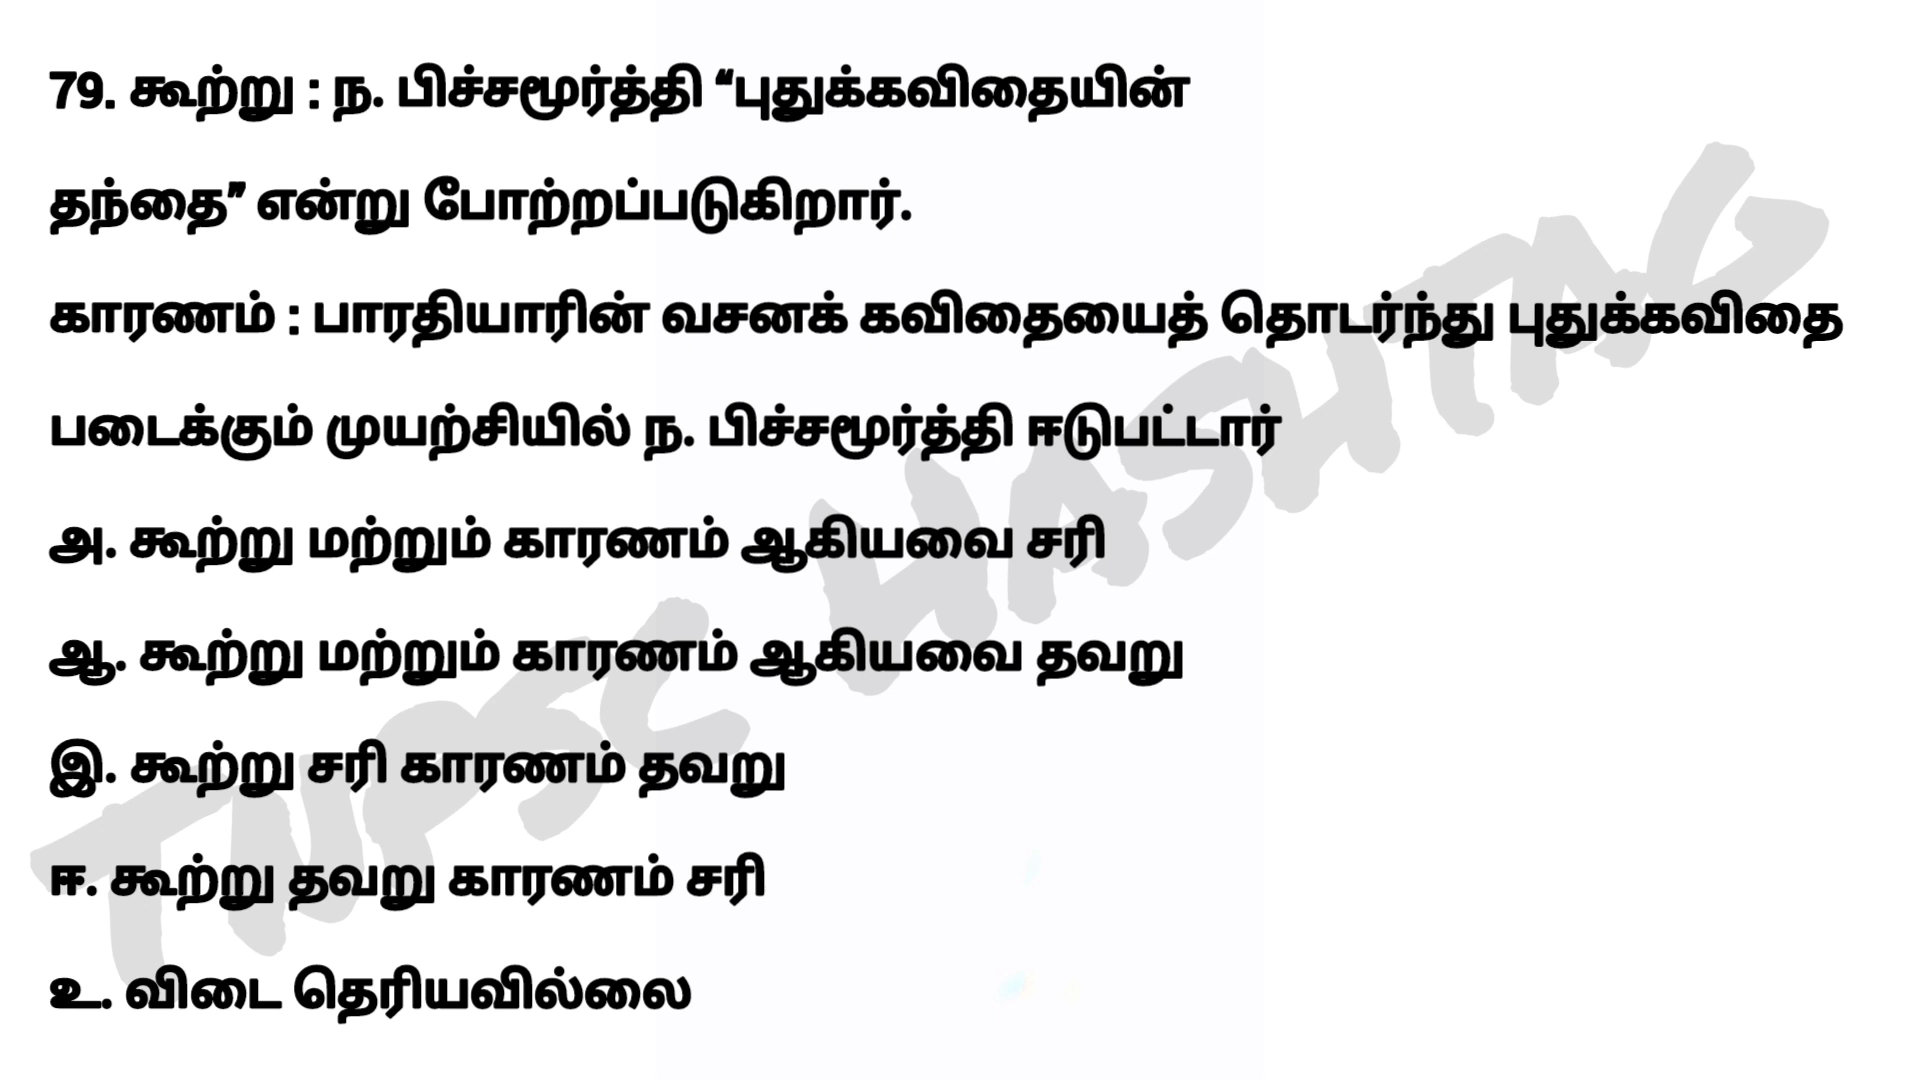 79. கூற்று : ந. பிச்சமூர்த்தி “புதுக்கவிதையின்
தந்தை” என்று போற்றப்படுகிறார்.
காரணம் : பாரதியாரின் வசனக் கவிதையைத் தொடர்ந்து புதுக்கவிதை
படைக்கும் முயற்சியில் ந. பிச்சமூர்த்தி ஈடுபட்டார்
அ. கூற்று மற்றும் காரணம் ஆகியவை சரி
ஆ. கூற்று மற்றும் காரணம் ஆகியவை தவறு
இ. கூற்று சரி காரணம் தவறு
ஈ. கூற்று தவறு காரணம் சரி
உ. விடை தெரியவில்லை
TNPSC HASHTAG